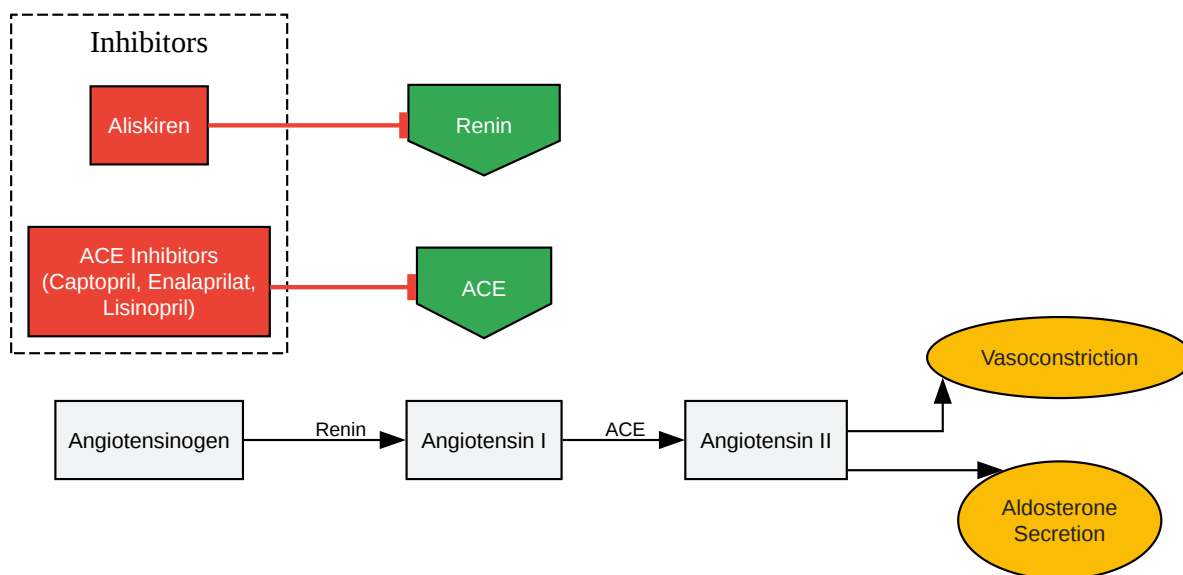 Inhibitors
Aliskiren
Renin
ACE Inhibitors
(Captopril, Enalaprilat,
Lisinopril)
ACE
Vasoconstriction
Angiotensinogen
Renin
Angiotensin I
ACE
Angiotensin II
Aldosterone
Secretion